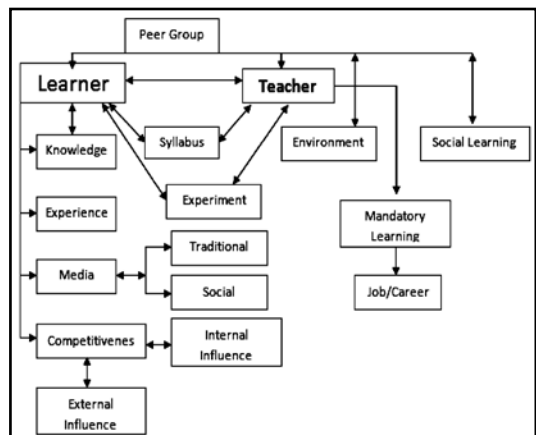 Peer Group
Learner
Teacher
Syllabus
Environment
Social Learning
Knowledge
Experiment
Experience
Mandatory
Learning
Traditional
Media
Social
Job/Career
Competitivenes
Internal
Influence
External
Influence